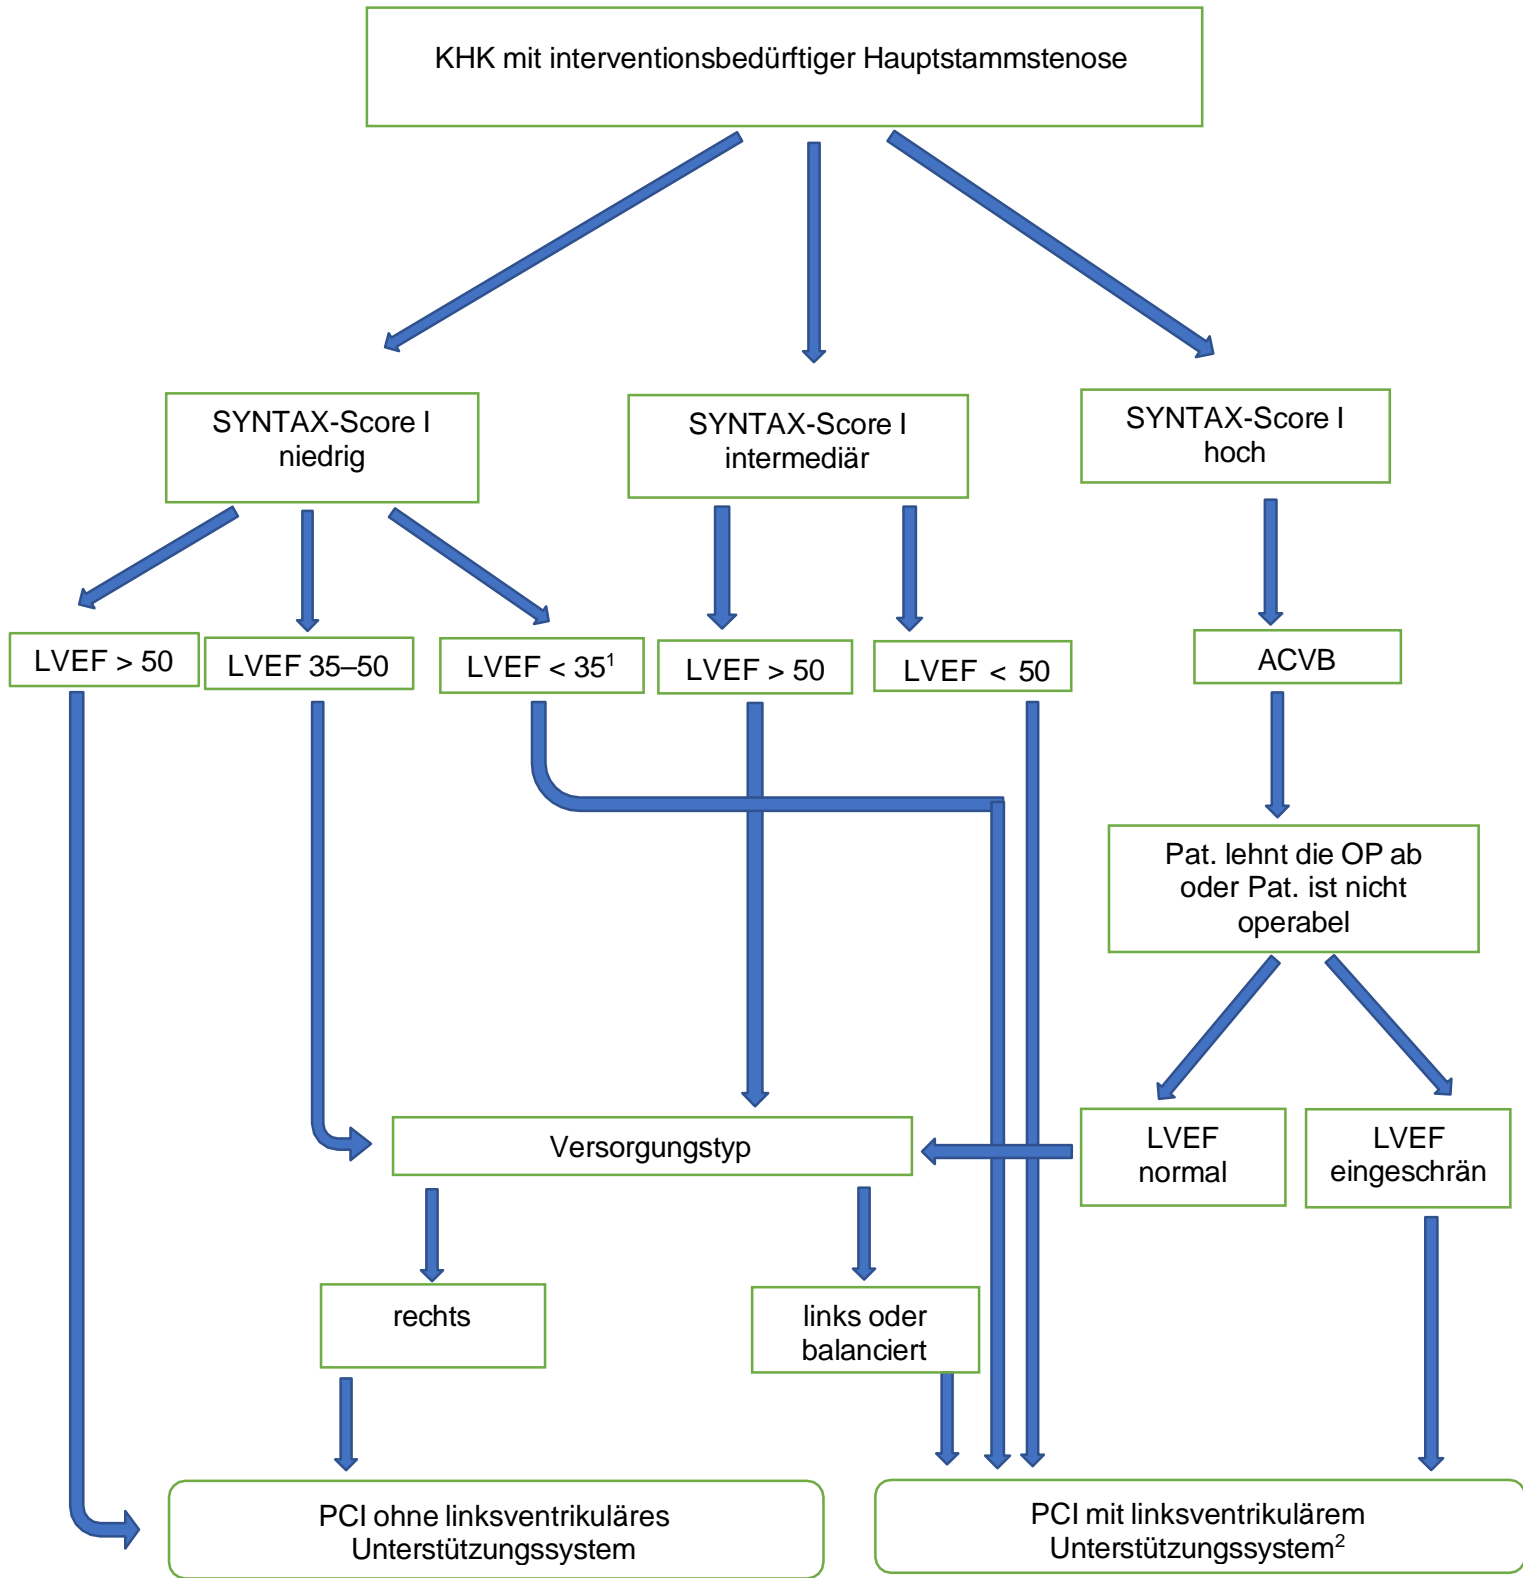 KHK mit interventionsbedürftiger Hauptstammstenose
SYNTAX-Score I
niedrig
SYNTAX-Score I
intermediär
SYNTAX-Score I
hoch
LVEF > 50
LVEF 35–50
LVEF < 35¹
LVEF > 50
LVEF < 50
ACVB
Pat. lehnt die OP ab
oder Pat. ist nicht
operabel
Versorgungstyp
LVEF
normal
LVEF
eingeschrän
rechts
links oder
balanciert
PCI ohne linksventrikuläres
Unterstützungssystem
PCI mit linksventrikulärem
Unterstützungssystem²